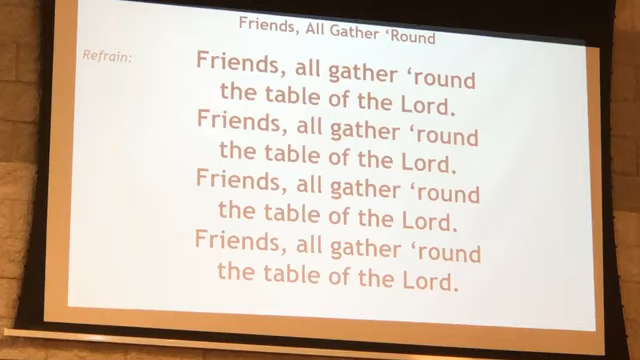 Friends, All Gather ‘Round
Refrain:
Friends, all gather ‘round
the table of the Lord.
Friends, all gather ‘round
the table of the Lord.
Friends, all gather ‘round
the table of the Lord.
Friends, all gather ‘round
the table of the Lord.